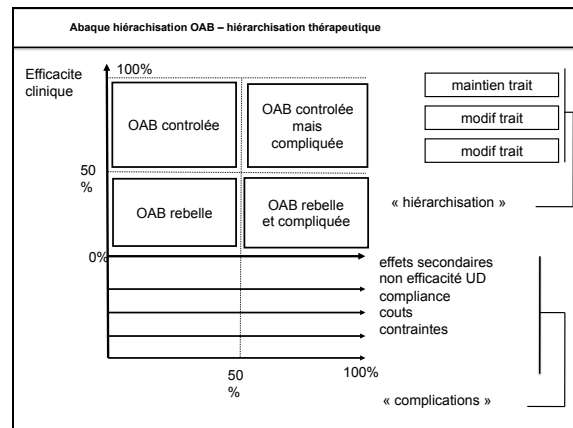 Abaque hiérachisation OAB – hiérarchisation thérapeutique
Efficacite
clinique
100%
OAB controlée
OAB controlée
mais
compliquée
maintien trait
modif trait
modif trait
50
%
OAB rebelle
OAB rebelle
et compliquée
« hiérarchisation »
0%
effets secondaires
non efficacité UD
compliance
couts
contraintes
50
%
100%
« complications »